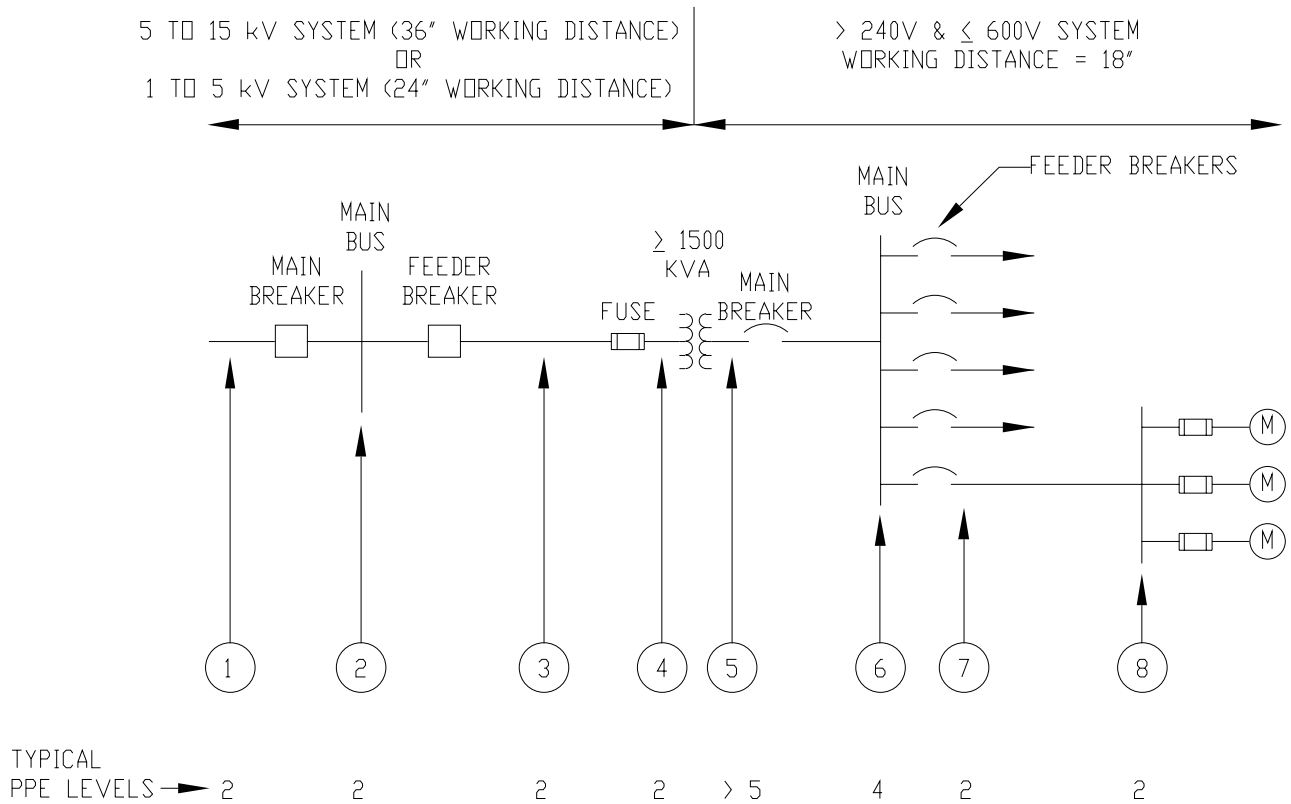 5 TO 15 kV SYSTEM (36" WORKING DISTANCE)
OR
1 TO 5 kV SYSTEM (24" WORKING DISTANCE)
> 240V & ≤ 600V SYSTEM
WORKING DISTANCE = 18"
FEEDER BREAKERS
MAIN
BUS
MAIN
BUS
≥ 1500
KVA
MAIN
BREAKER
FEEDER
BREAKER
FUSE
MAIN
BREAKER
M
M
M
1
2
3
4
5
6
7
8
TYPICAL
PPE LEVELS
2
2
2
2
> 5
4
2
2